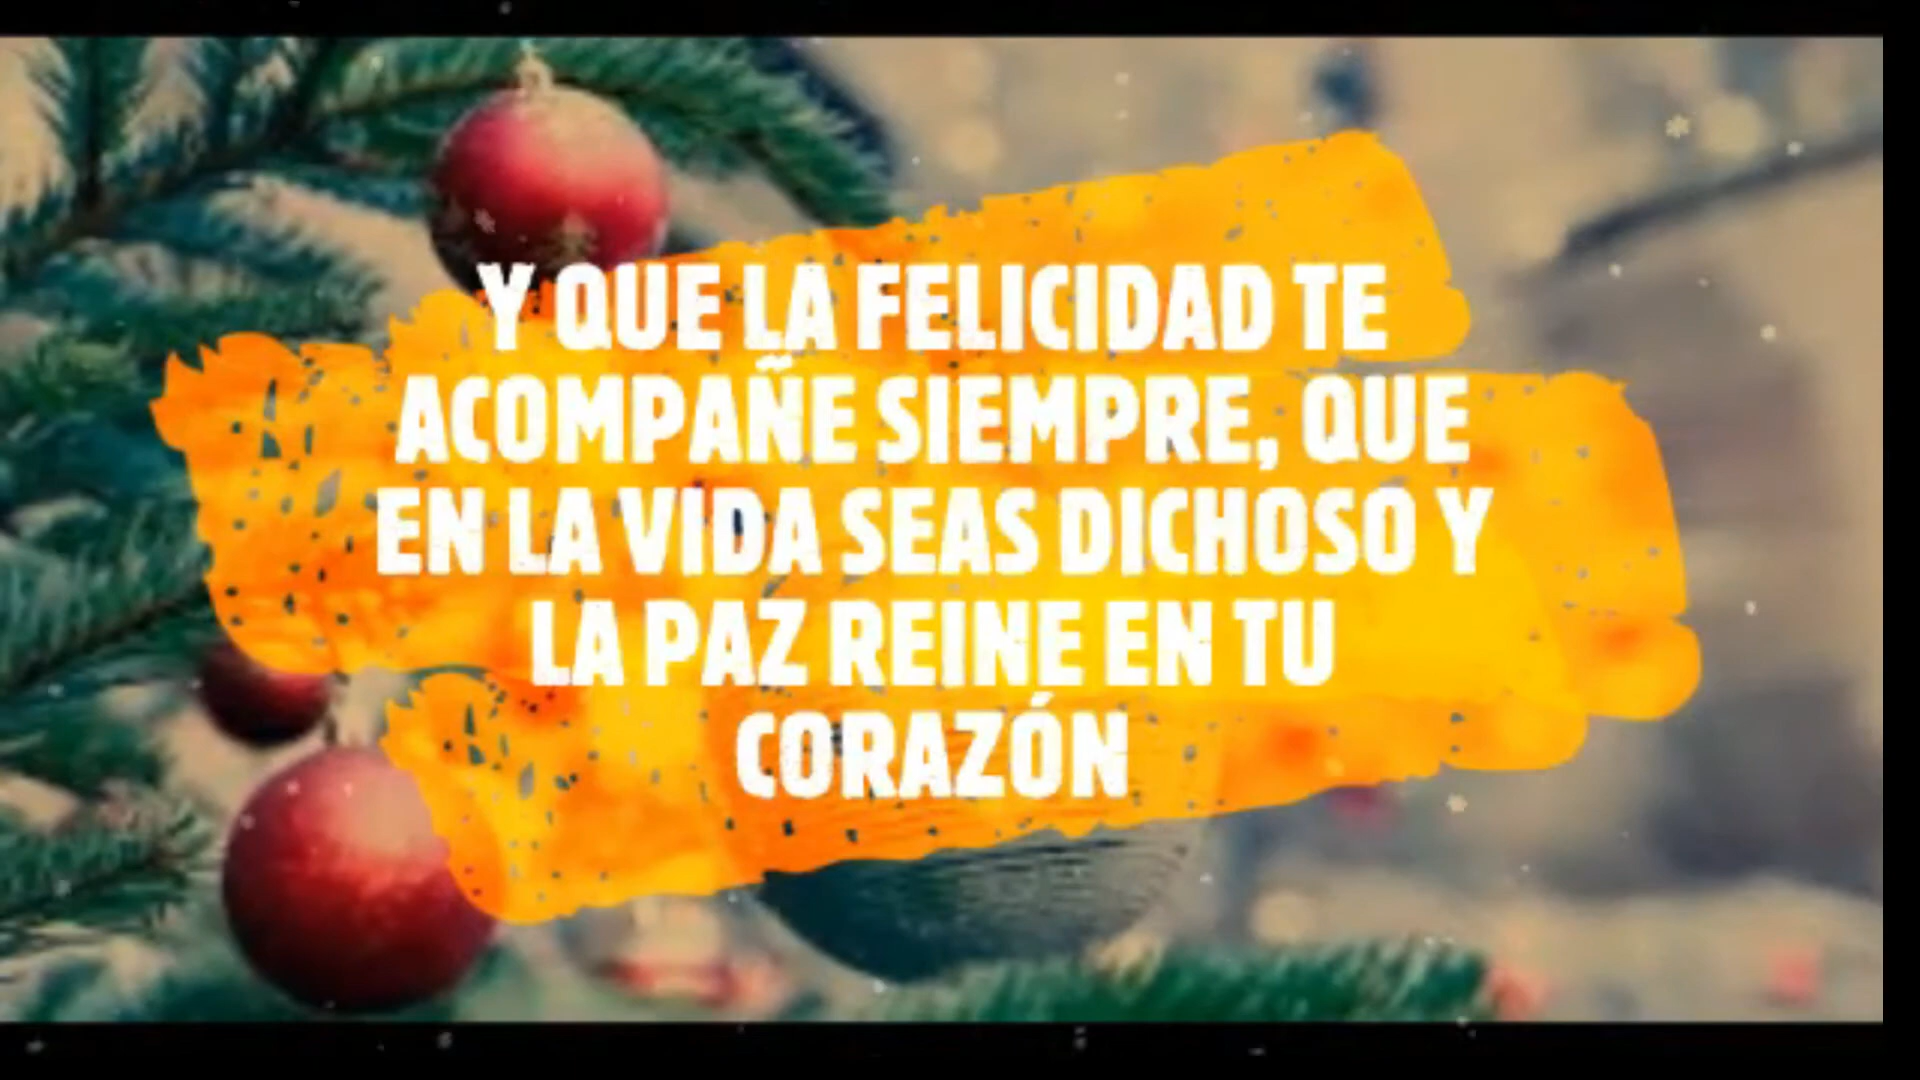 Y QUE LA FELICIDAD TE
ACOMPAÑE SIEMPRE, QUE
EN LA VIDA SEAS DICHOSO Y
LA PAZ REINE EN TU
CORAZÓN